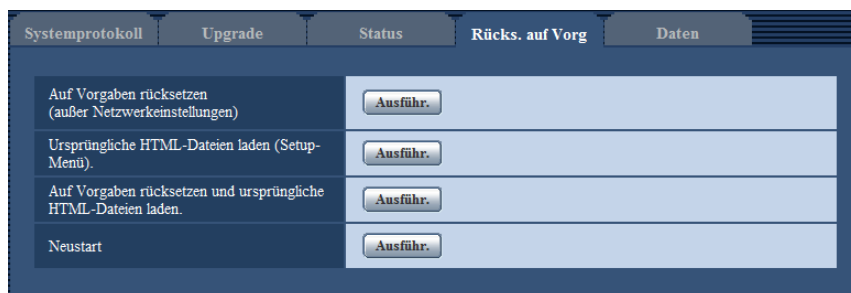 Systemprotokoll Upgrade Status Rücks. auf Vorg Daten
Auf Vorgaben rücksetzen
(außer Netzwerkeinstellungen)
Ausführ.
Ursprüngliche HTML-Dateien laden (Setup-
Menü).
Ausführ.
Auf Vorgaben rücksetzen und ursprüngliche
HTML-Dateien laden.
Ausführ.
Neustart
Ausführ.